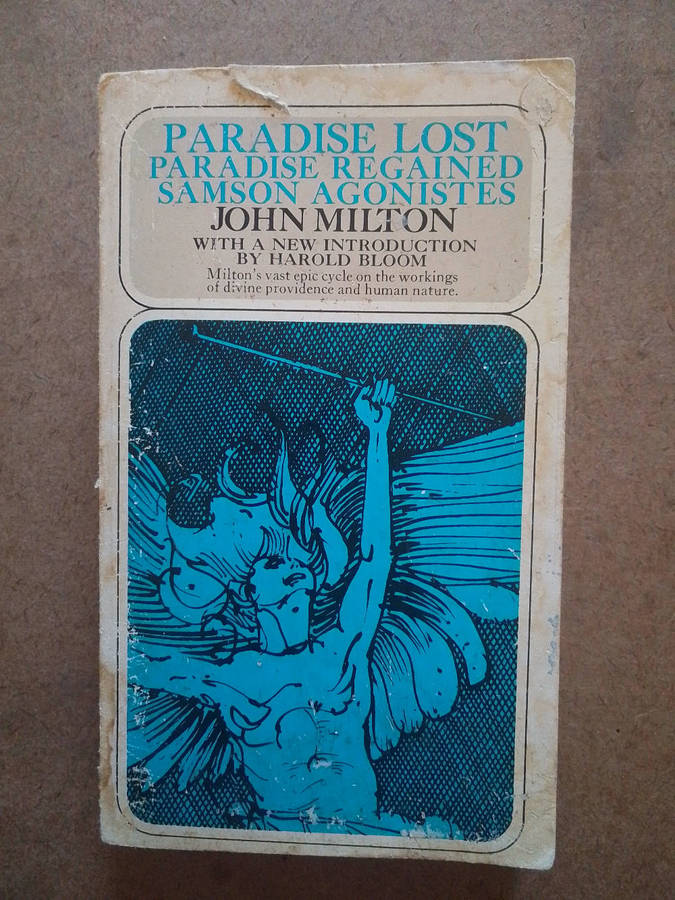 PARADISE LOST
PARADISE REGAINED
SAMSON AGONISTES
JOHN MILTON
WITH A NEW INTRODUCTION
BY HAROLD BLOOM
Milton's vast epic cycle on the workings
of divine providence and human nature.